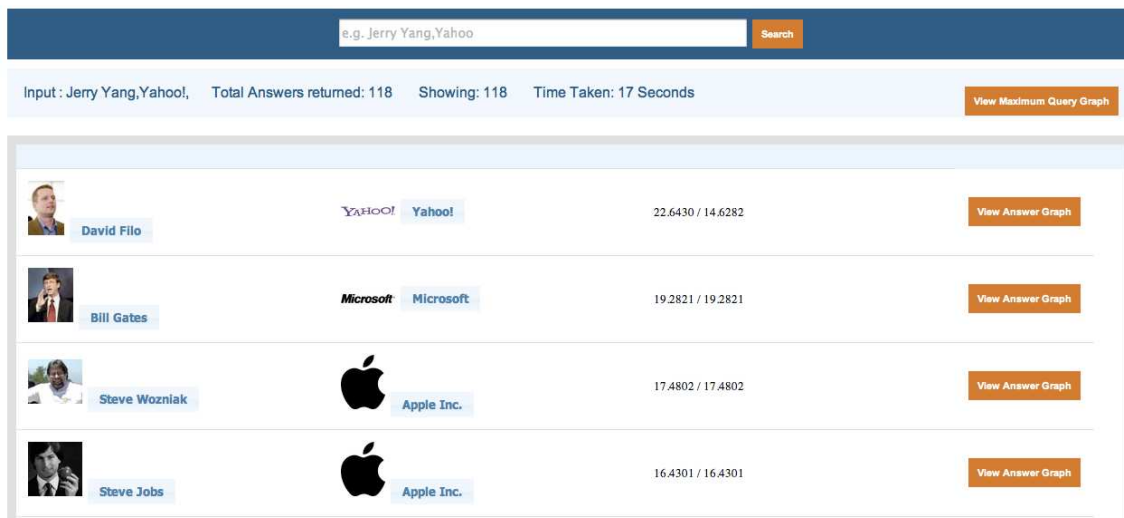 e.g. Jerry Yang,Yahoo Search
Input : Jerry Yang,Yahoo!, Total Answers returned: 118 Showing: 118 Time Taken: 17 Seconds View Maximum Query Graph
David Filo YAHOO! Yahoo! 22.6430 / 14.6282 View Answer Graph
Bill Gates Microsoft Microsoft 19.2821 / 19.2821 View Answer Graph
Steve Wozniak Apple Inc. 17.4802 / 17.4802 View Answer Graph
Steve Jobs Apple Inc. 16.4301 / 16.4301 View Answer Graph